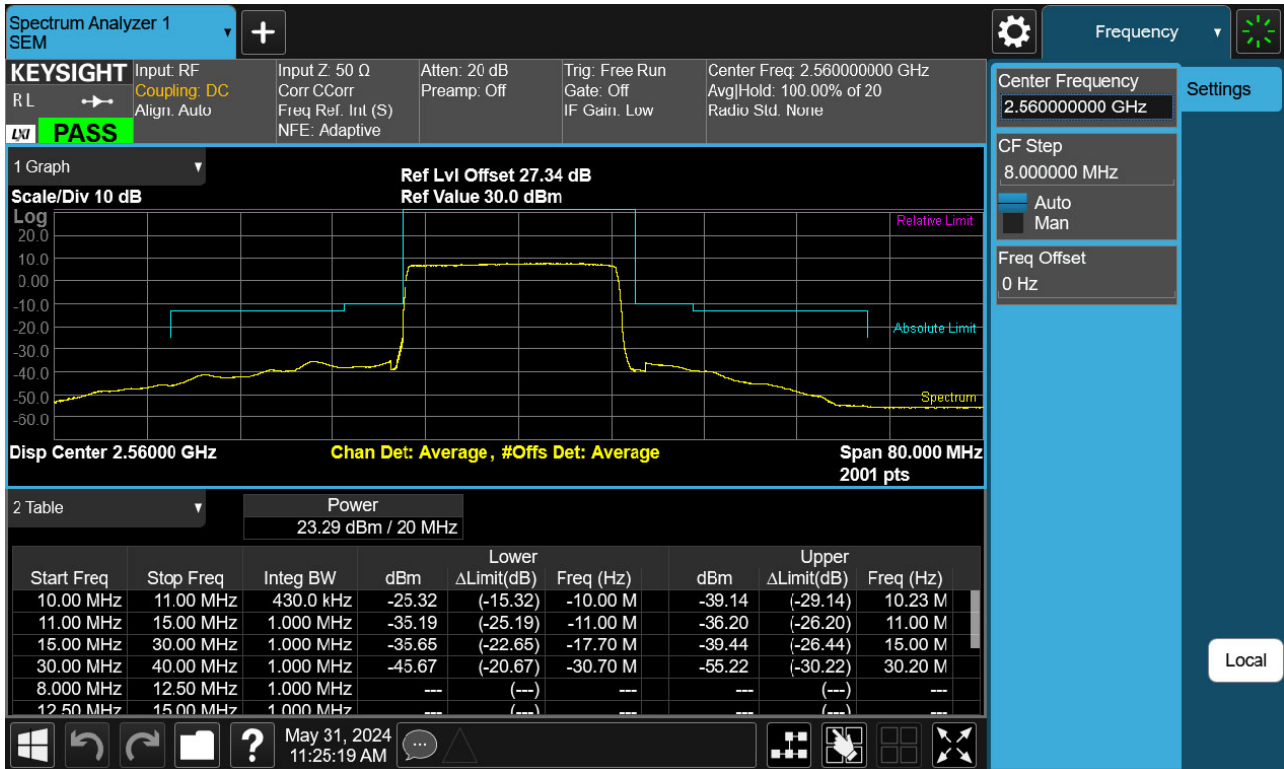 Spectrum Analyzer 1
SEM
Frequency
KEYSIGHT Input: RF Input Z: 50 Ω Atten: 20 dB Trig: Free Run Center Freq: 2.560000000 GHz
RL Coupling: DC Corr CCorr Preamp: Off Gate: Off Avg|Hold: 100.00% of 20
Align: Auto Freq Ref: Int (S) IF Gain: Low Radio Std: None
LXI PASS NFE: Adaptive
Center Frequency
2.560000000 GHz
Settings
CF Step
8.000000 MHz
Auto
Man
Freq Offset
0 Hz
1 Graph
Ref Lvl Offset 27.34 dB
Scale/Div 10 dB Ref Value 30.0 dBm
Log
Relative Limit
20.0
10.0
0.00
-10.0
-20.0
Absolute Limit
-30.0
-40.0
-50.0
Spectrum
-60.0
Disp Center 2.56000 GHz Chan Det: Average, #Offs Det: Average Span 80.000 MHz
2001 pts
2 Table
Power
23.29 dBm / 20 MHz
Lower Upper
Start Freq Stop Freq Integ BW dBm ΔLimit(dB) Freq (Hz) dBm ΔLimit(dB) Freq (Hz)
10.00 MHz 11.00 MHz 430.0 kHz -25.32 (-15.32) -10.00 M -39.14 (-29.14) 10.23 M
11.00 MHz 15.00 MHz 1.000 MHz -35.19 (-25.19) -11.00 M -36.20 (-26.20) 11.00 M
15.00 MHz 30.00 MHz 1.000 MHz -35.65 (-22.65) -17.70 M -39.44 (-26.44) 15.00 M
30.00 MHz 40.00 MHz 1.000 MHz -45.67 (-20.67) -30.70 M -55.22 (-30.22) 30.20 M
8.000 MHz 12.50 MHz 1.000 MHz --- (---) --- --- (---) ---
12.50 MHz 15.00 MHz 1.000 MHz --- (---) --- --- (---) ---
Local
May 31, 2024
11:25:19 AM